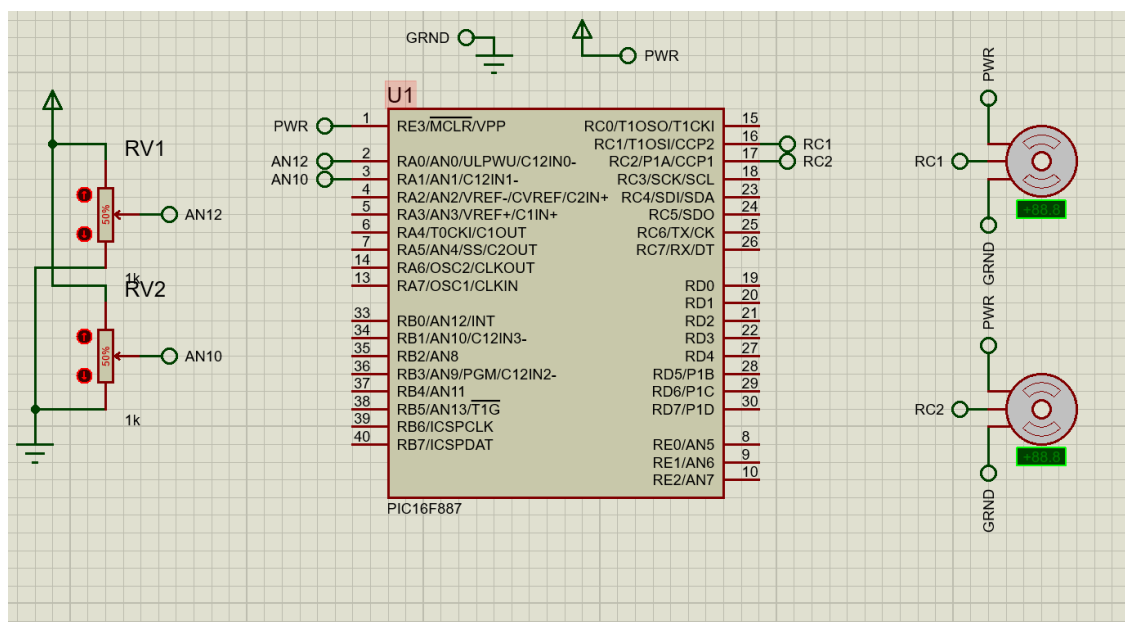 GRND
PWR
U1
PWR
1
RE3/MCLR/VPP
AN12
2
RA0/AN0/ULPWU/C12IN0-
AN10
3
RA1/AN1/C12IN1-
4
RA2/AN2/VREF-/CVREF/C2IN+
5
RA3/AN3/VREF+/C1IN+
6
RA4/T0CKI/C1OUT
7
RA5/AN4/SS/C2OUT
14
RA6/OSC2/CLKOUT
13
RA7/OSC1/CLKIN
33
RB0/AN12/INT
34
RB1/AN10/C12IN3-
35
RB2/AN8
36
RB3/AN9/PGM/C12IN2-
37
RB4/AN11
38
RB5/AN13/T1G
39
RB6/ICSPCLK
40
RB7/ICSPDAT
RC0/T1OSO/T1CKI
15
RC1/T1OSI/CCP2
16
RC1
RC2/P1A/CCP1
17
RC2
RC3/SCK/SCL
18
RC4/SDI/SDA
23
RC5/SDO
24
RC6/TX/CK
25
RC7/RX/DT
26
RD0
19
RD1
20
RD2
21
RD3
22
RD4
27
RD5/P1B
28
RD6/P1C
29
RD7/P1D
30
RE0/AN5
8
RE1/AN6
9
RE2/AN7
10
PIC16F887
RV1
50%
AN12
1k
RV2
50%
AN10
1k
PWR
RC1
+88.8
GRND
PWR
RC2
+88.8
GRND